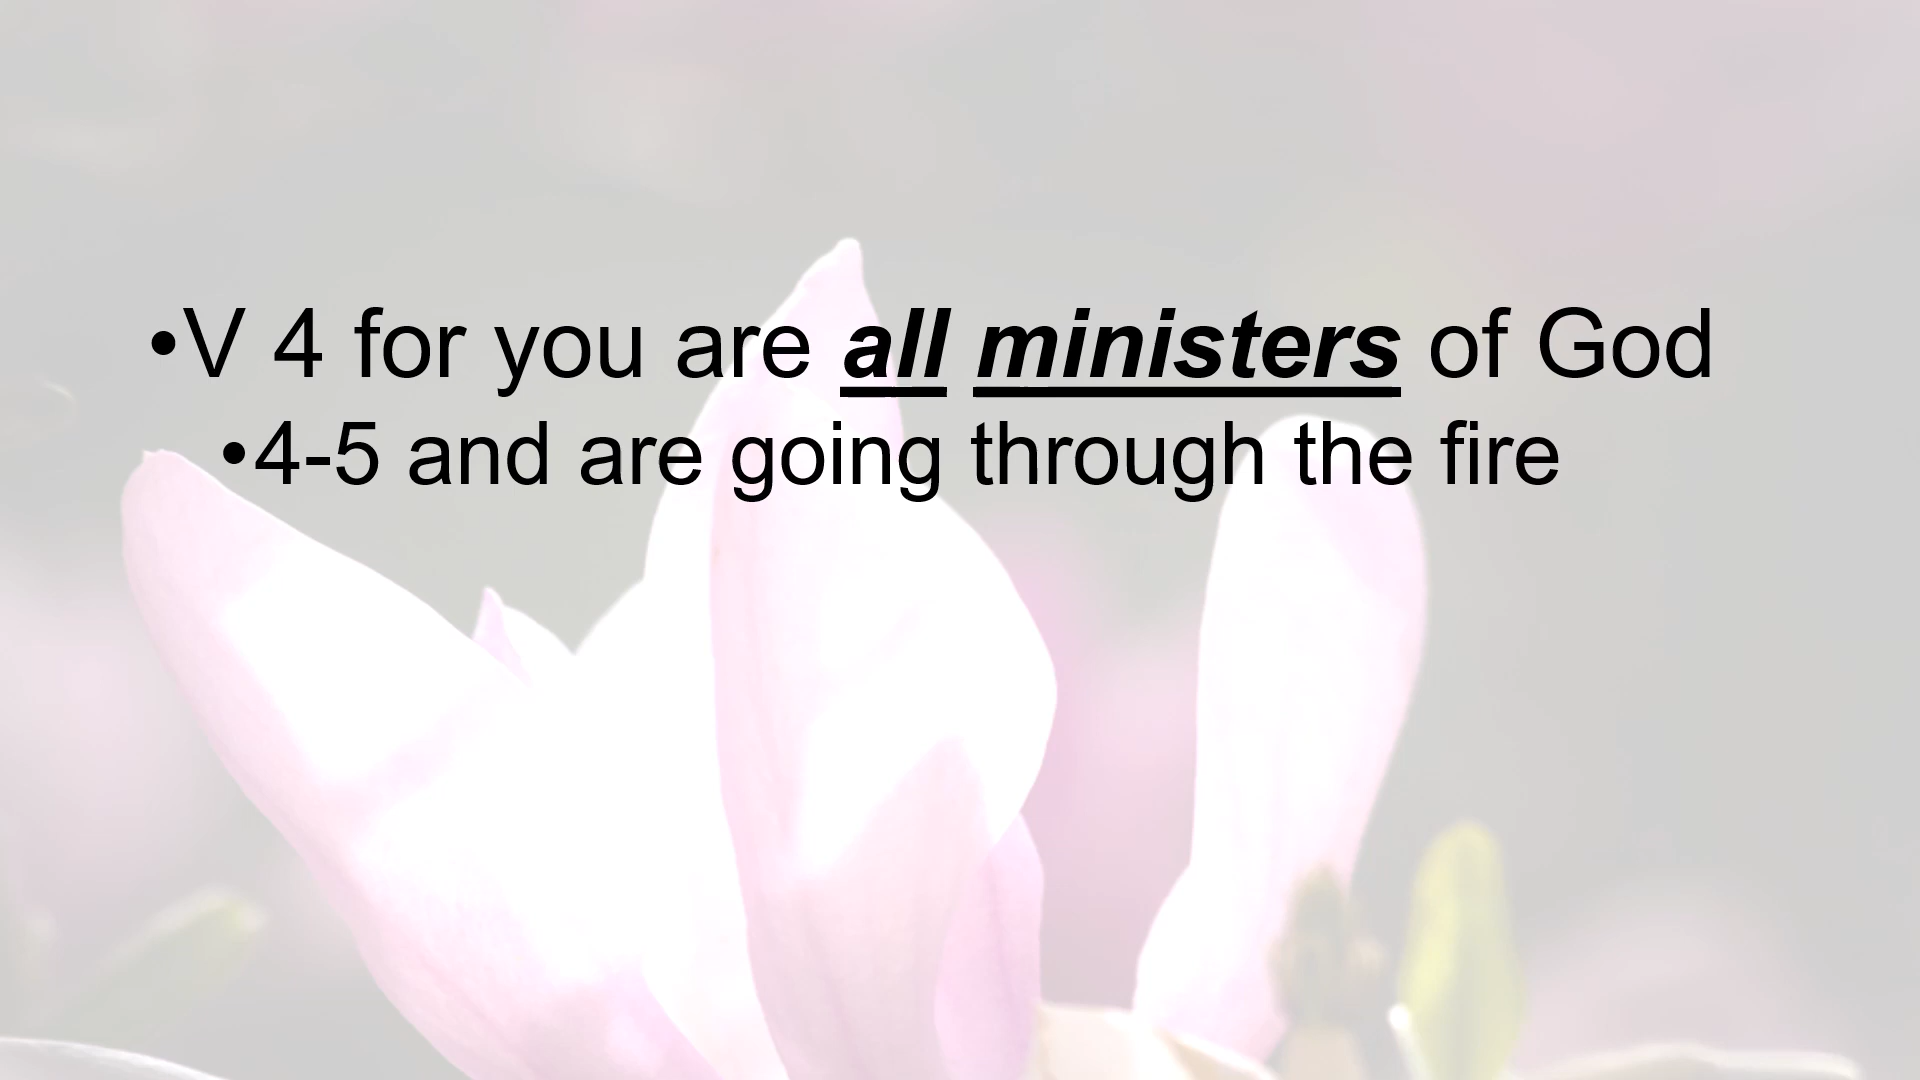 •V 4 for you are all ministers of God
•4-5 and are going through the fire